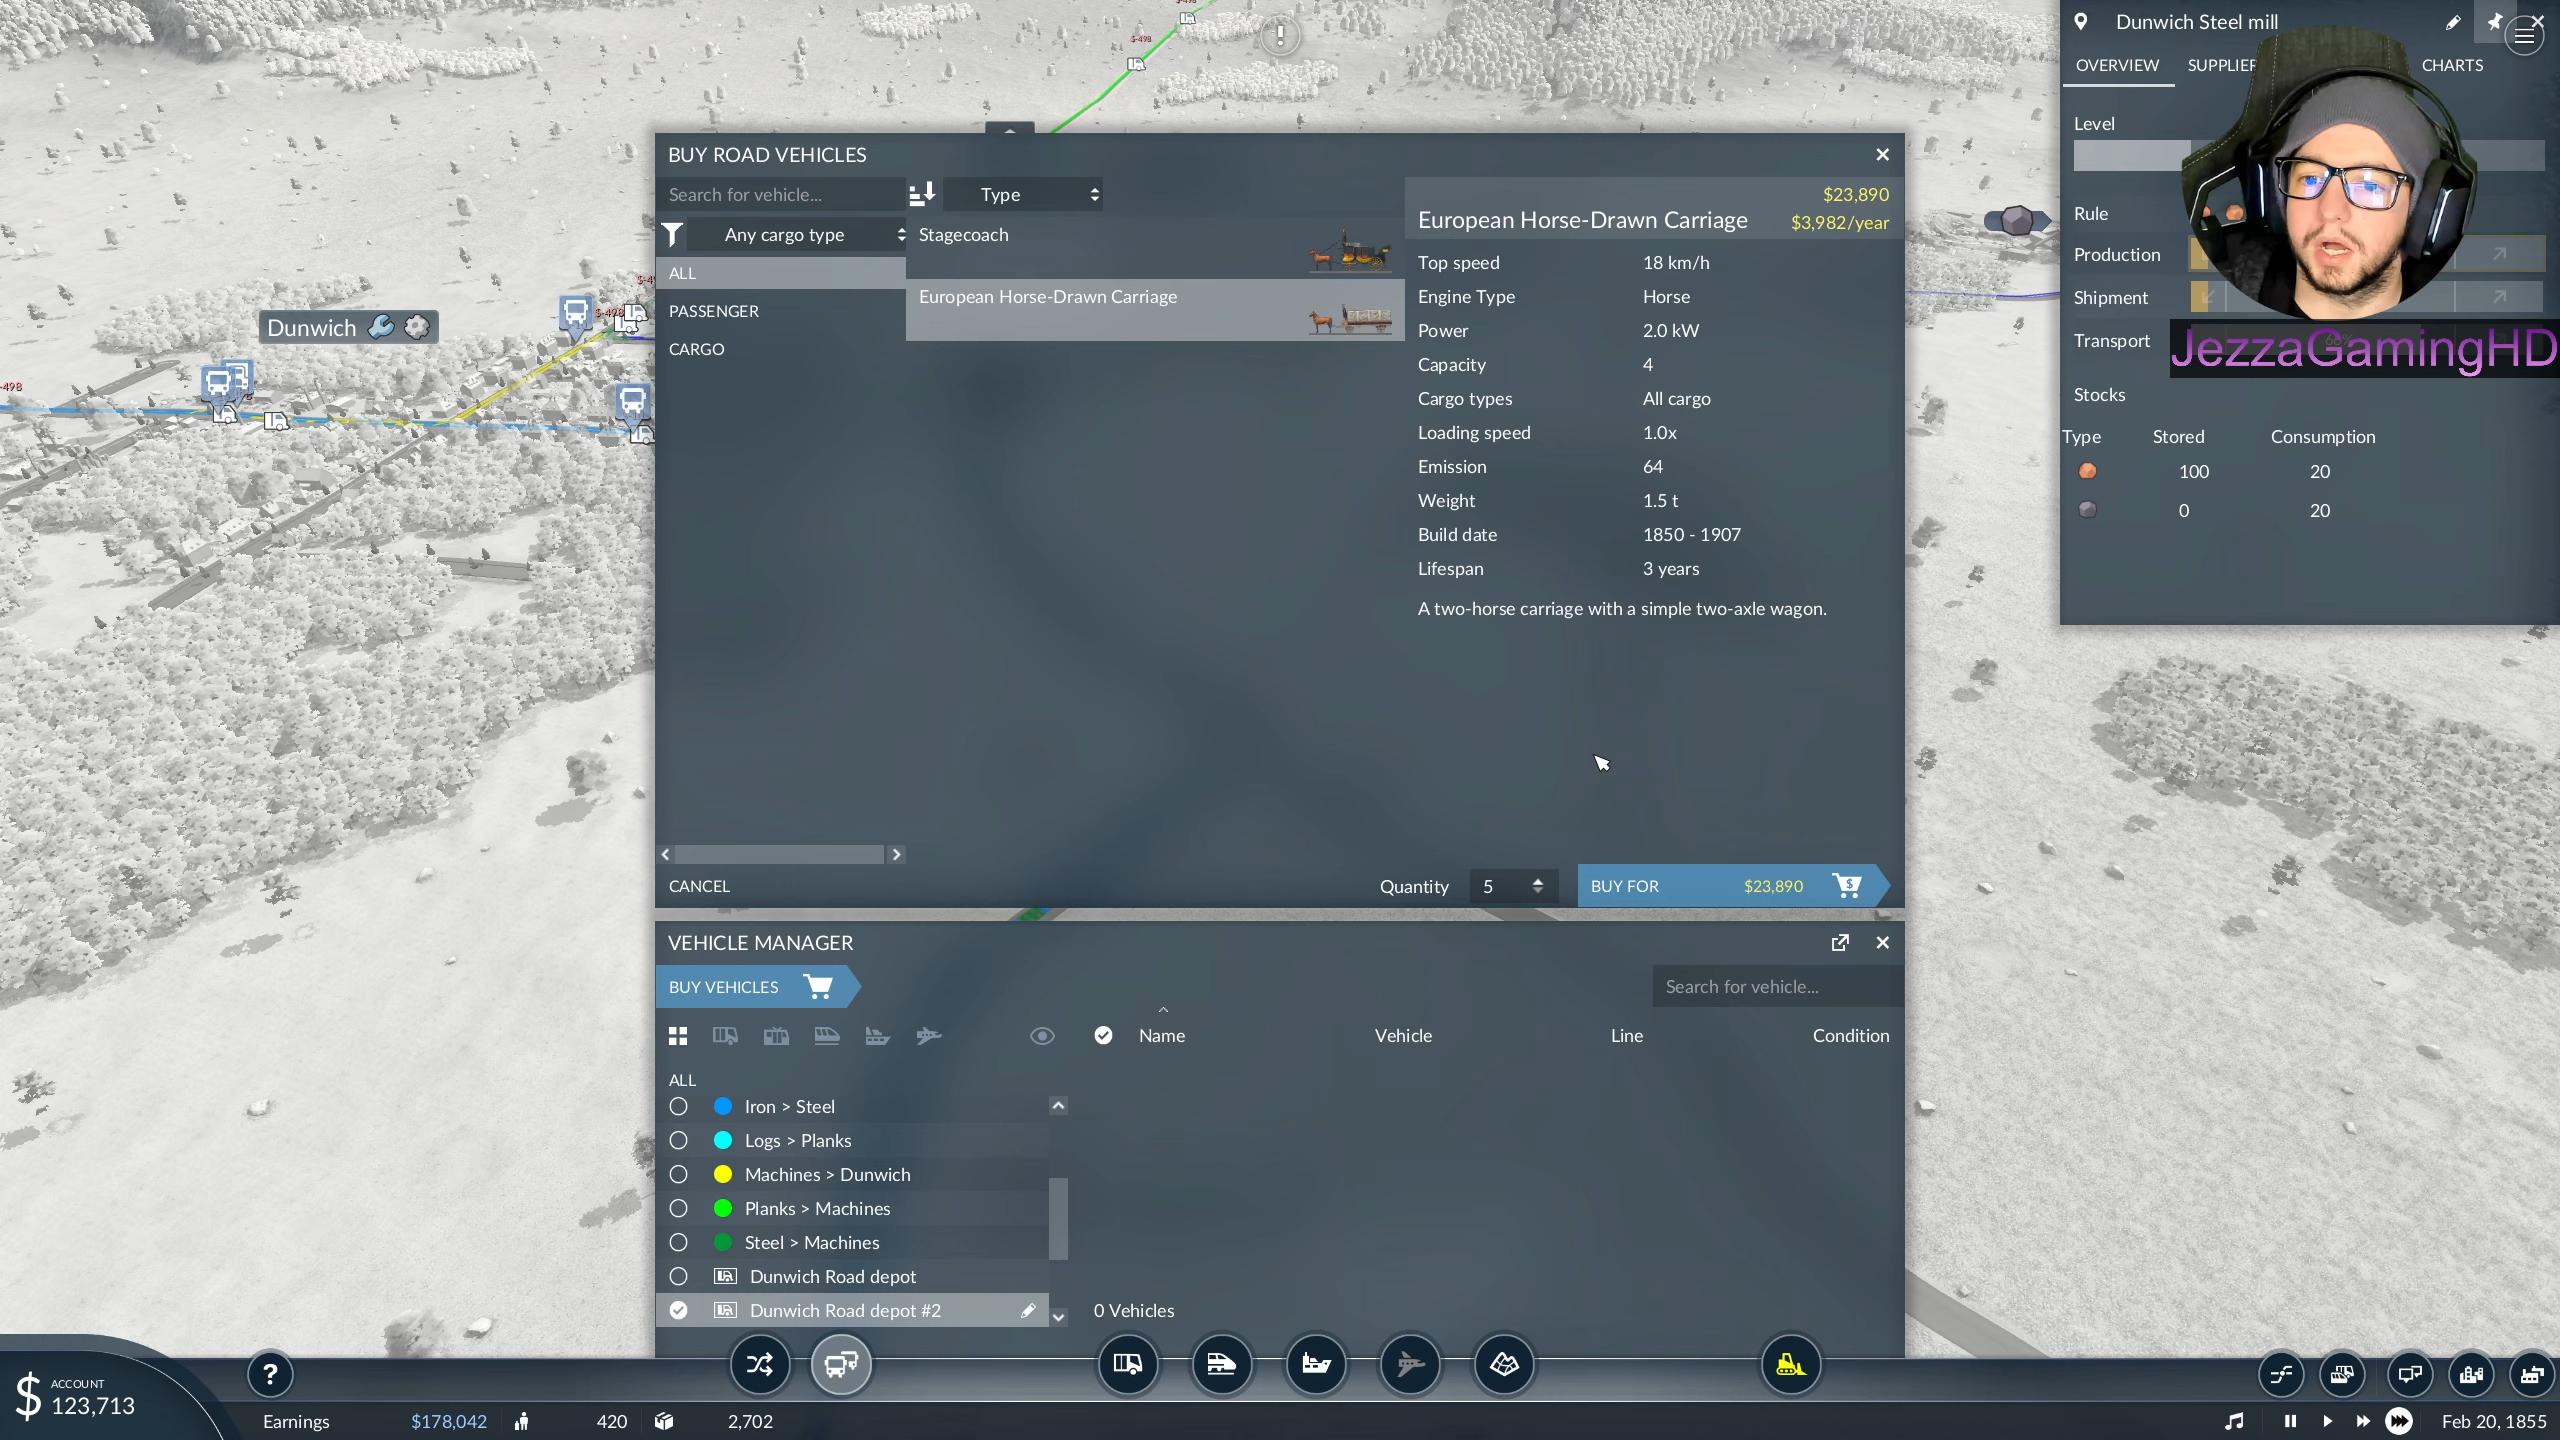 Dunwich Steel mill
OVERVIEW
CHARTS
Level
Rule
Production
Shipment
Transport
JezzaGamingHD
Stocks
Type Stored Consumption
100 20
0 20
Dunwich
BUY ROAD VEHICLES
Search for vehicle...
Type
Any cargo type
ALL
PASSENGER
CARGO
Stagecoach
European Horse-Drawn Carriage
$23,890
European Horse-Drawn Carriage $3,982/year
Top speed 18 km/h
Engine Type Horse
Power 2.0 kW
Capacity 4
Cargo types All cargo
Loading speed 1.0x
Emission 64
Weight 1.5 t
Build date 1850 - 1907
Lifespan 3 years
A two-horse carriage with a simple two-axle wagon.
CANCEL
Quantity 5
BUY FOR $23,890
VEHICLE MANAGER
BUY VEHICLES
Search for vehicle...
Name Vehicle Line Condition
ALL
Iron > Steel
Logs > Planks
Machines > Dunwich
Planks > Machines
Steel > Machines
Dunwich Road depot
Dunwich Road depot #2
0 Vehicles
$ ACCOUNT
123,713
?
Earnings $178,042 420 2,702
Feb 20, 1855